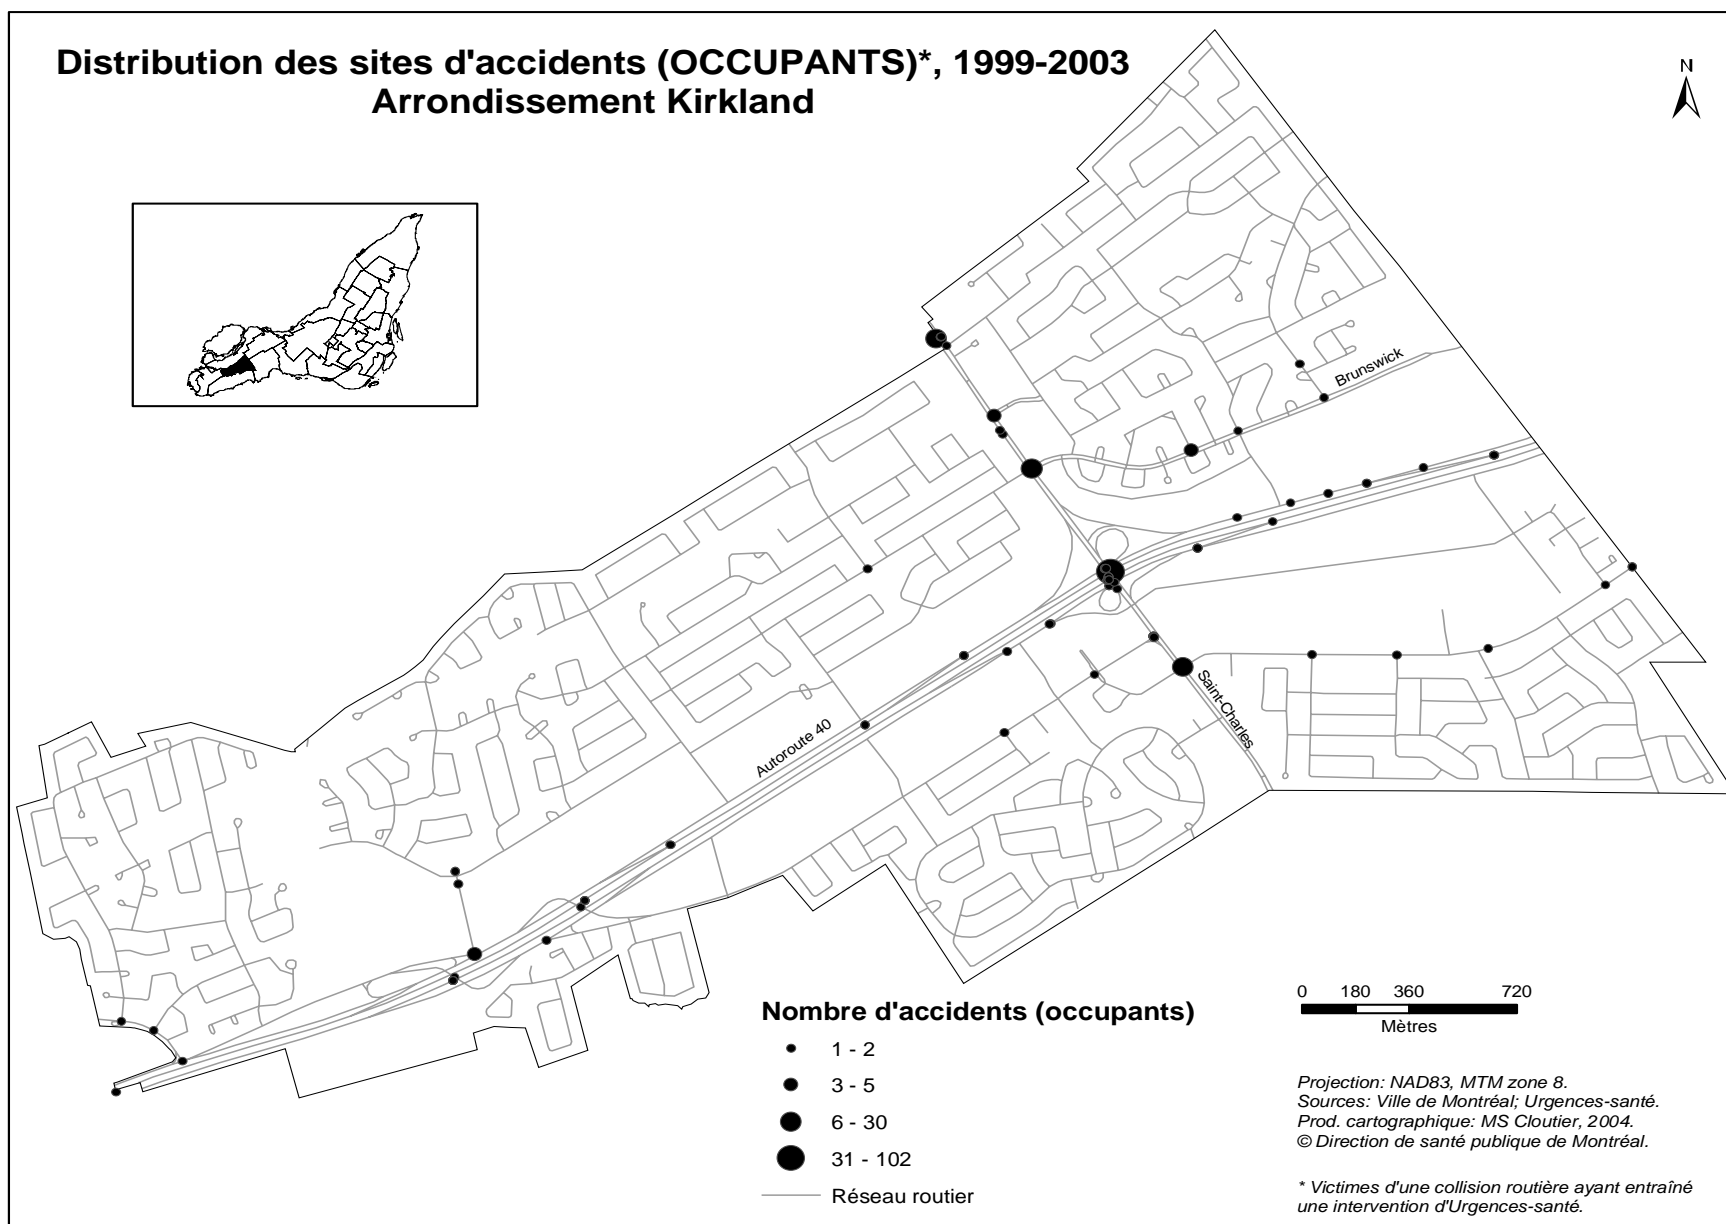 Distribution des sites d'accidents (OCCUPANTS)*, 1999-2003
Arrondissement Kirkland
N
Brunswick
Saint-Charles
Autoroute 40
Nombre d'accidents (occupants)
1 - 2
3 - 5
6 - 30
31 - 102
Réseau routier
0 180 360 720
Mètres
Projection: NAD83, MTM zone 8.
Sources: Ville de Montréal; Urgences-santé.
Prod. cartographique: MS Cloutier, 2004.
© Direction de santé publique de Montréal.
* Victimes d'une collision routière ayant entraîné
une intervention d'Urgences-santé.